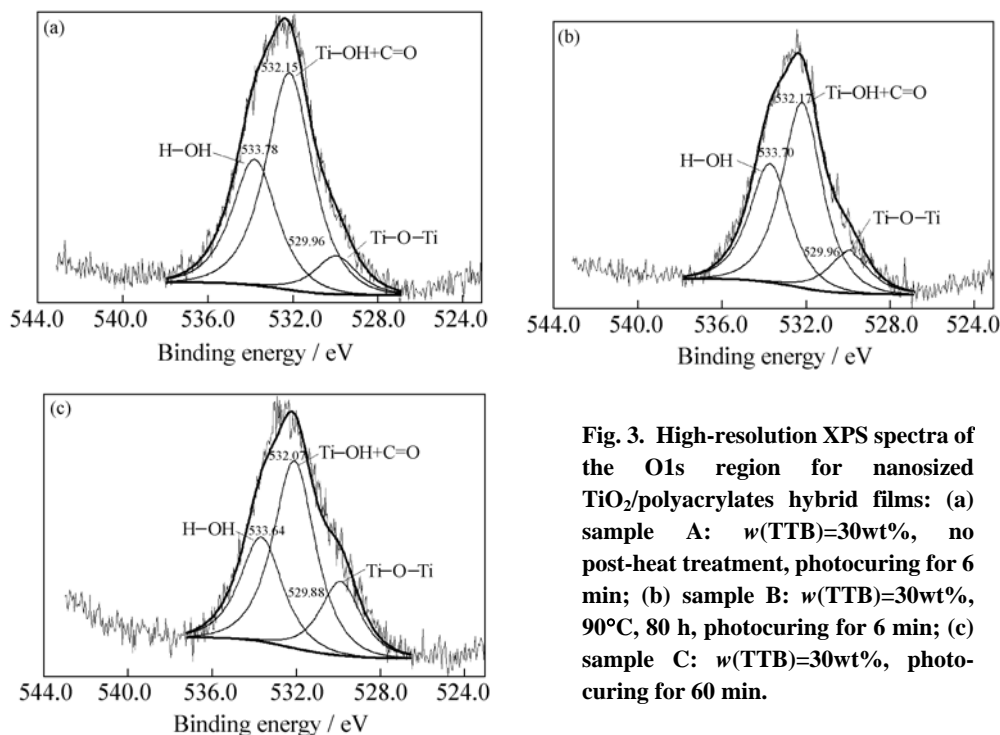 (a)
Ti–OH+C=O
532.15
H–OH
533.78
Ti–O–Ti
529.96
544.0 540.0 536.0 532.0 528.0 524.0
Binding energy / eV
(b)
Ti–OH+C=O
532.17
H–OH
533.70
Ti–O–Ti
529.96
544.0 540.0 536.0 532.0 528.0 524.0
Binding energy / eV
(c)
Ti–OH+C=O
532.07
H–OH
533.64
Ti–O–Ti
529.88
544.0 540.0 536.0 532.0 528.0 524.0
Binding energy / eV
Fig. 3. High-resolution XPS spectra of
the O1s region for nanosized
TiO₂/polyacrylates hybrid films: (a)
sample A: w(TTB)=30wt%, no
post-heat treatment, photocuring for 6
min; (b) sample B: w(TTB)=30wt%,
90°C, 80 h, photocuring for 6 min; (c)
sample C: w(TTB)=30wt%, photo-
curing for 60 min.